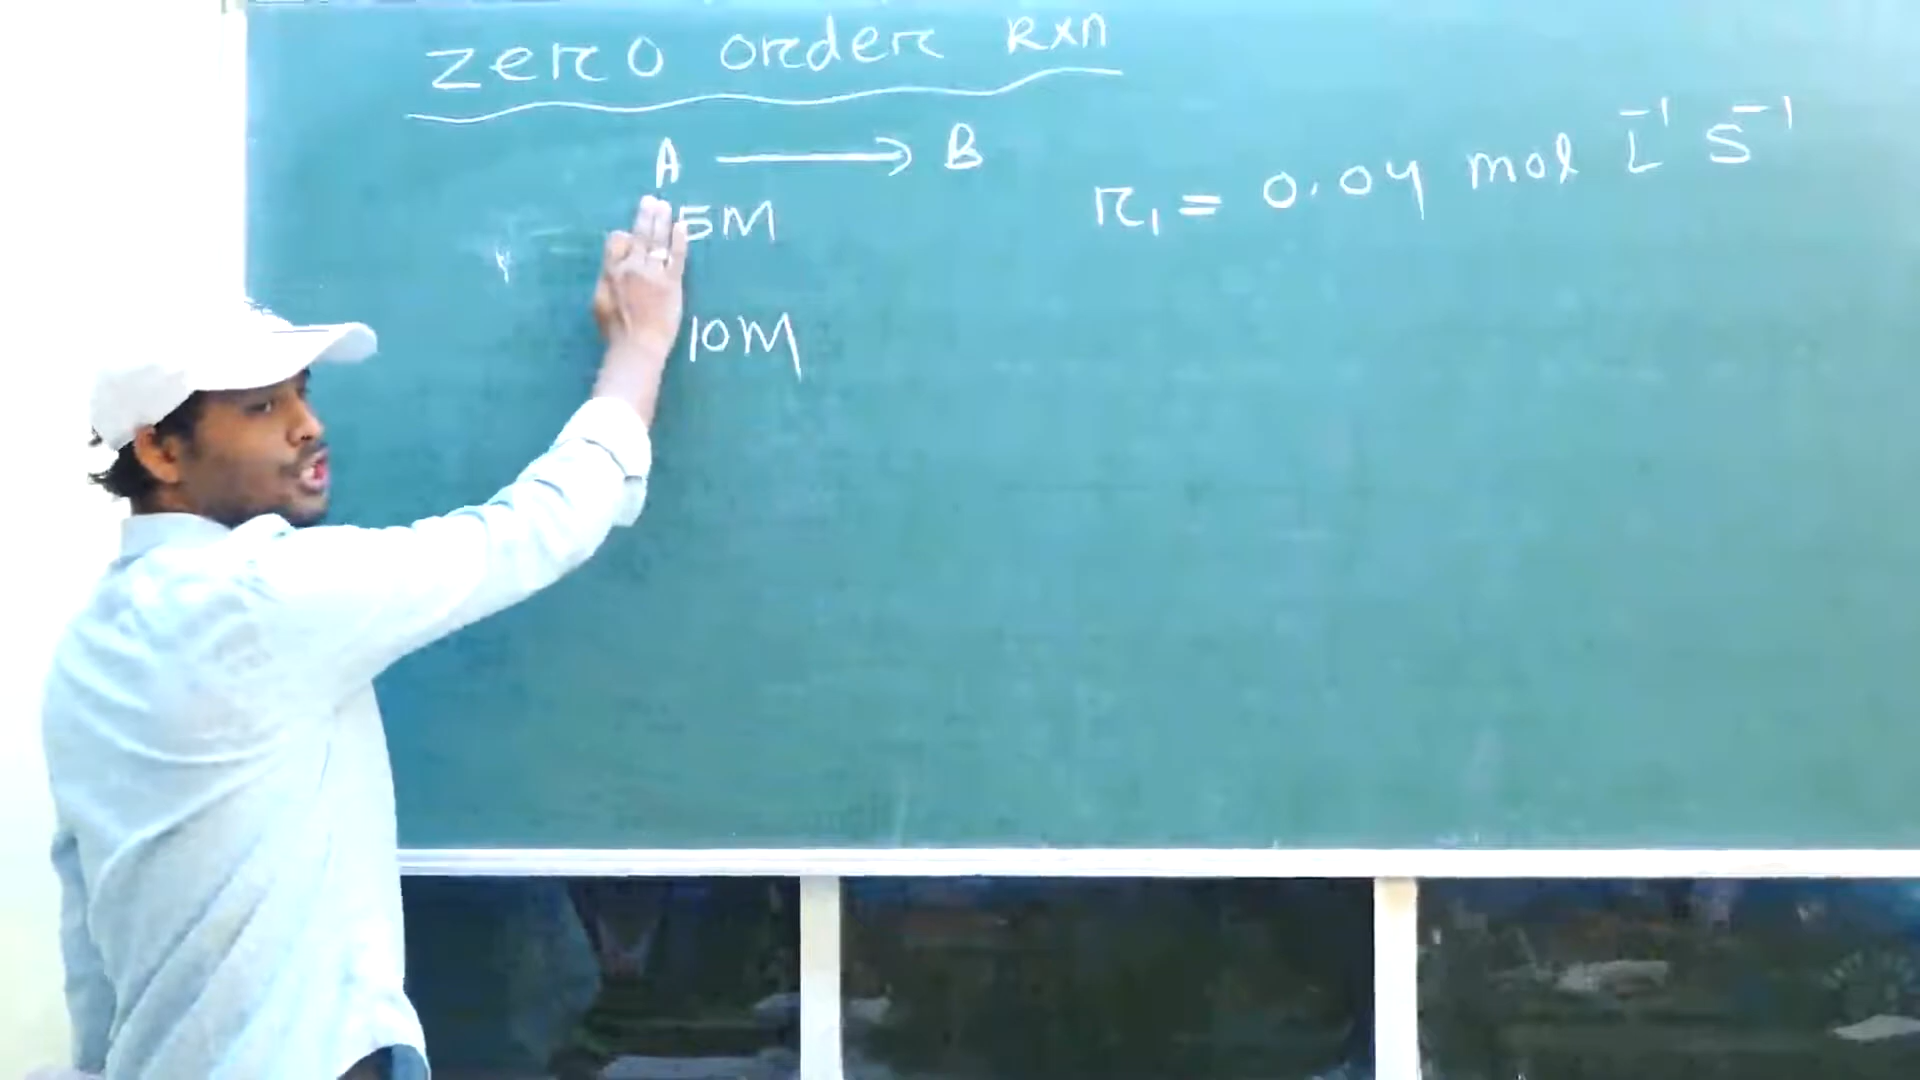 zero order Rxn
A ⟶ B
5M
10M
r₁ = 0.04 mol L⁻¹ S⁻¹